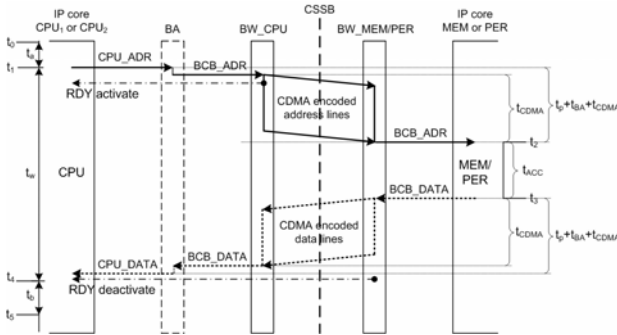 IP core
CPU1 or CPU2
BA
BW_CPU
CSSB
BW_MEM/PER
IP core
MEM or PER
t0
ta
t1
CPU_ADR
BCB_ADR
RDY activate
CDMA encoded
address lines
BCB_ADR
tCDMA
tp+tBA+tCDMA
t2
tw
CPU
MEM/
PER
tACC
t3
BCB_DATA
CDMA encoded
data lines
tCDMA
tp+tBA+tCDMA
CPU_DATA
BCB_DATA
t4
RDY deactivate
tb
t5